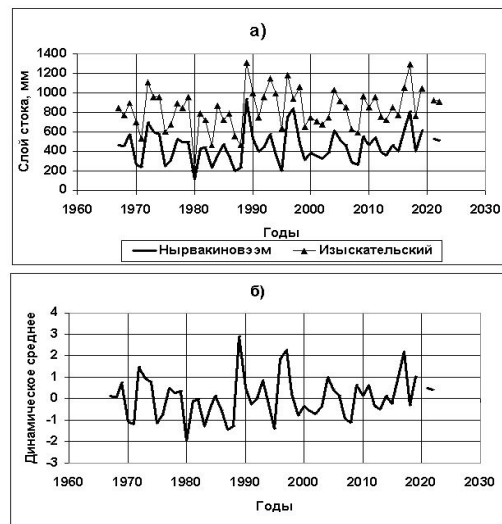 а)
Слой стока, мм
1400
1200
1000
800
600
400
200
0
1960 1970 1980 1990 2000 2010 2020 2030
Годы
Нырвакиновээм Изыскательский
б)
Динамическое среднее
4
3
2
1
0
-1
-2
-3
1960 1970 1980 1990 2000 2010 2020 2030
Годы